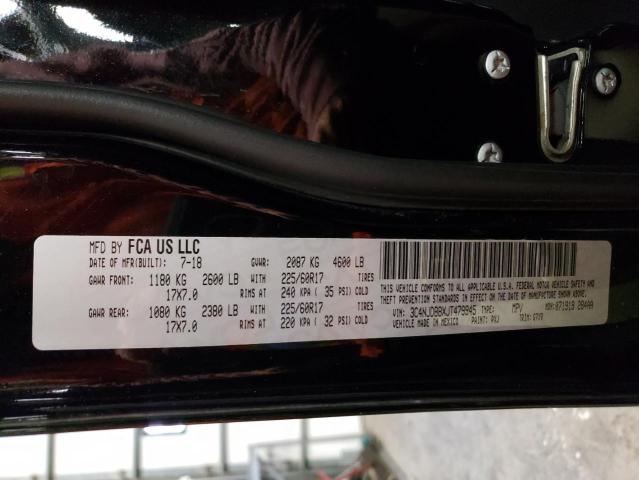 MFD BY FCA US LLC
DATE OF MFR(BUILT): 7-18 GVWR: 2087 KG 4600 LB
GAWR FRONT: 1180 KG 2600 LB WITH 225/60R17 TIRES
17X7.0 RIMS AT 240 KPA ( 35 PSI) COLD
GAWR REAR: 1080 KG 2380 LB WITH 225/60R17 TIRES
17X7.0 RIMS AT 220 KPA ( 32 PSI) COLD
THIS VEHICLE CONFORMS TO ALL APPLICABLE U.S.A. FEDERAL MOTOR VEHICLE SAFETY AND
THEFT PREVENTION STANDARDS IN EFFECT ON THE DATE OF MANUFACTURE SHOWN ABOVE.
VIN: 3C4NJDBBXJT479945 TYPE: MPV MDH: 071919 284AA
VEHICLE MADE IN MEXICO PAINT: PXJ TRIM: